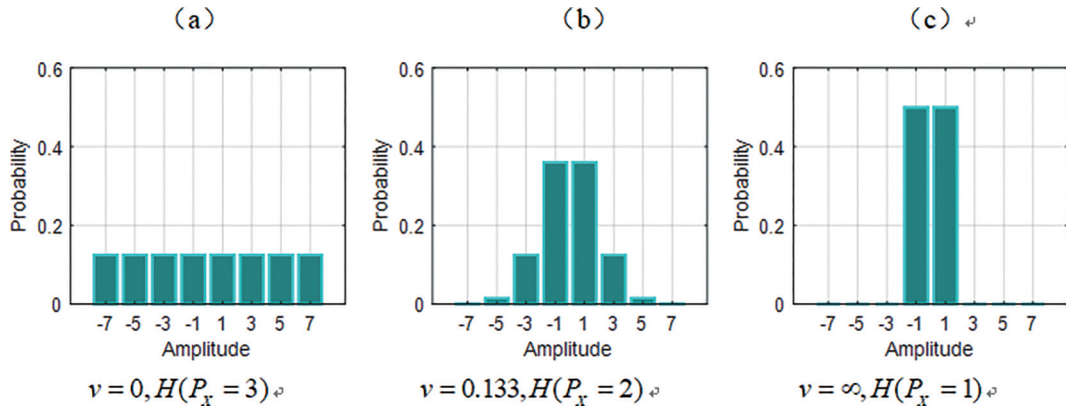 （a） （b） （c） ↵
0.6 0.6 0.6
0.4 0.4 0.4
0.2 0.2 0.2
0 0 0
Probability Probability Probability
-7 -5 -3 -1 1 3 5 7 -7 -5 -3 -1 1 3 5 7 -7 -5 -3 -1 1 3 5 7
Amplitude Amplitude Amplitude
v = 0, H(Pₓ = 3)↵ v = 0.133, H(Pₓ = 2)↵ v = ∞, H(Pₓ = 1)↵